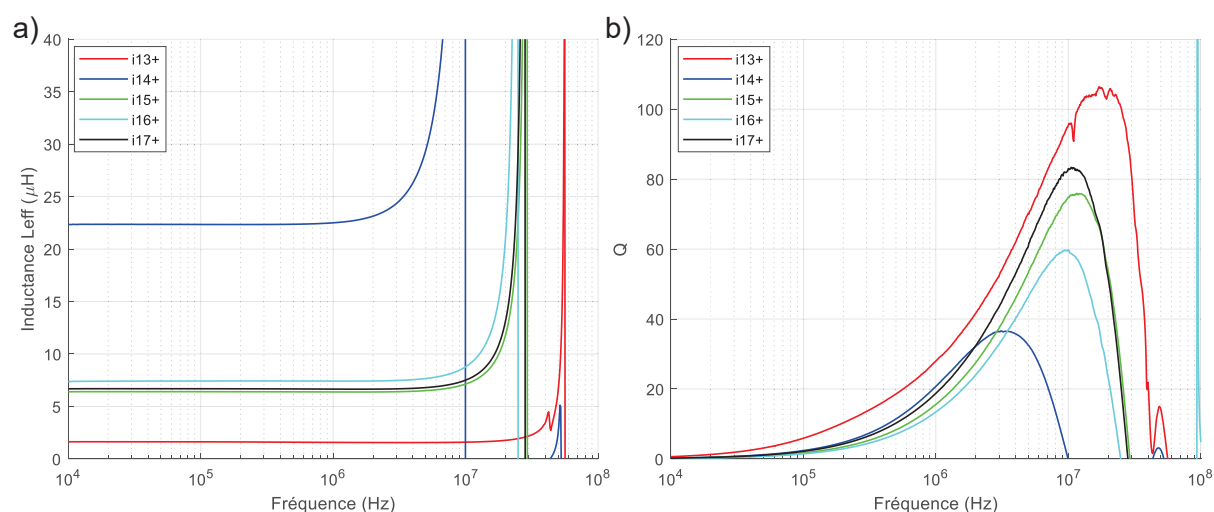 a)
40
35
30
25
20
15
10
5
0
Inductance Leff (μH)
i13+
i14+
i15+
i16+
i17+
10^4
10^5
10^6
10^7
10^8
Fréquence (Hz)
b)
120
100
80
60
40
20
0
Q
i13+
i14+
i15+
i16+
i17+
10^4
10^5
10^6
10^7
10^8
Fréquence (Hz)